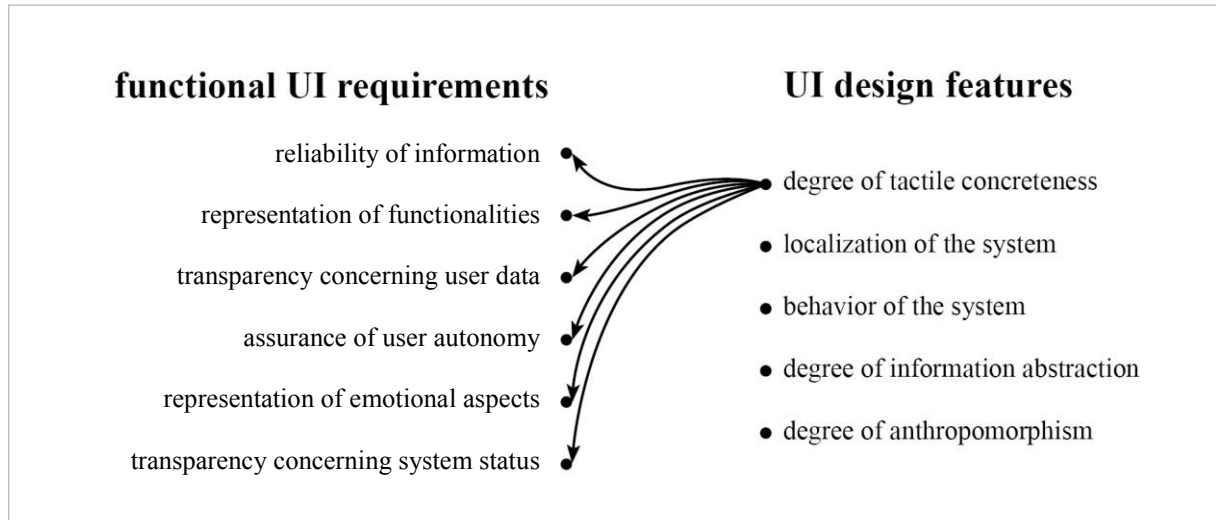 functional UI requirements
reliability of information
representation of functionalities
transparency concerning user data
assurance of user autonomy
representation of emotional aspects
transparency concerning system status
UI design features
degree of tactile concreteness
localization of the system
behavior of the system
degree of information abstraction
degree of anthropomorphism